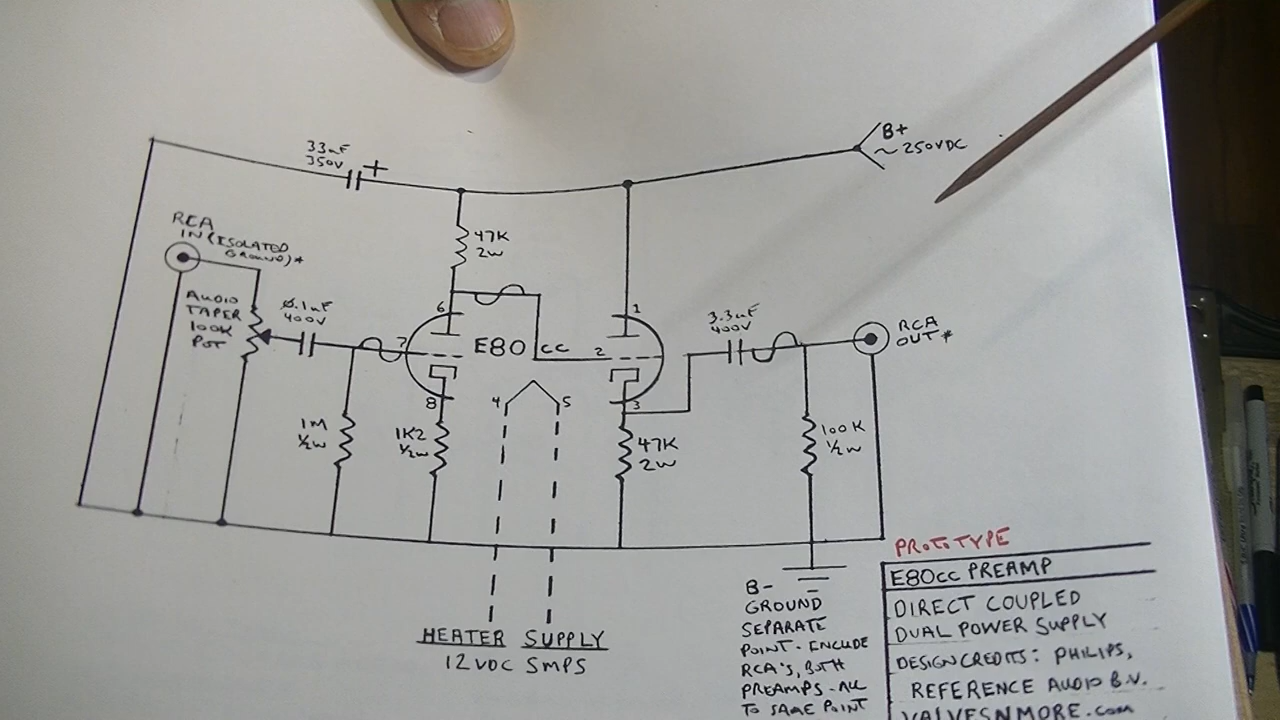 33uF
350V +
B+
~ 250VDC
RCA
IN (ISOLATED
GROUND)*
47K
2W
AUDIO
TAPER
100K
POT
0.1uF
400V
6
7
8
E80CC
1
2
3
3.3uF
400V
RCA
OUT*
4
5
1M
½W
1K2
½W
47K
2W
100K
½W
HEATER SUPPLY
12VDC SMPS
B-
GROUND
SEPARATE
POINT - INCLUDE
RCA'S, BOTH
PREAMPS - ALL
TO SAME POINT
PROTOTYPE
E80CC PREAMP
DIRECT COUPLED
DUAL POWER SUPPLY
DESIGN CREDITS: PHILIPS,
REFERENCE AUDIO B.V.
VALVESNMORE.com